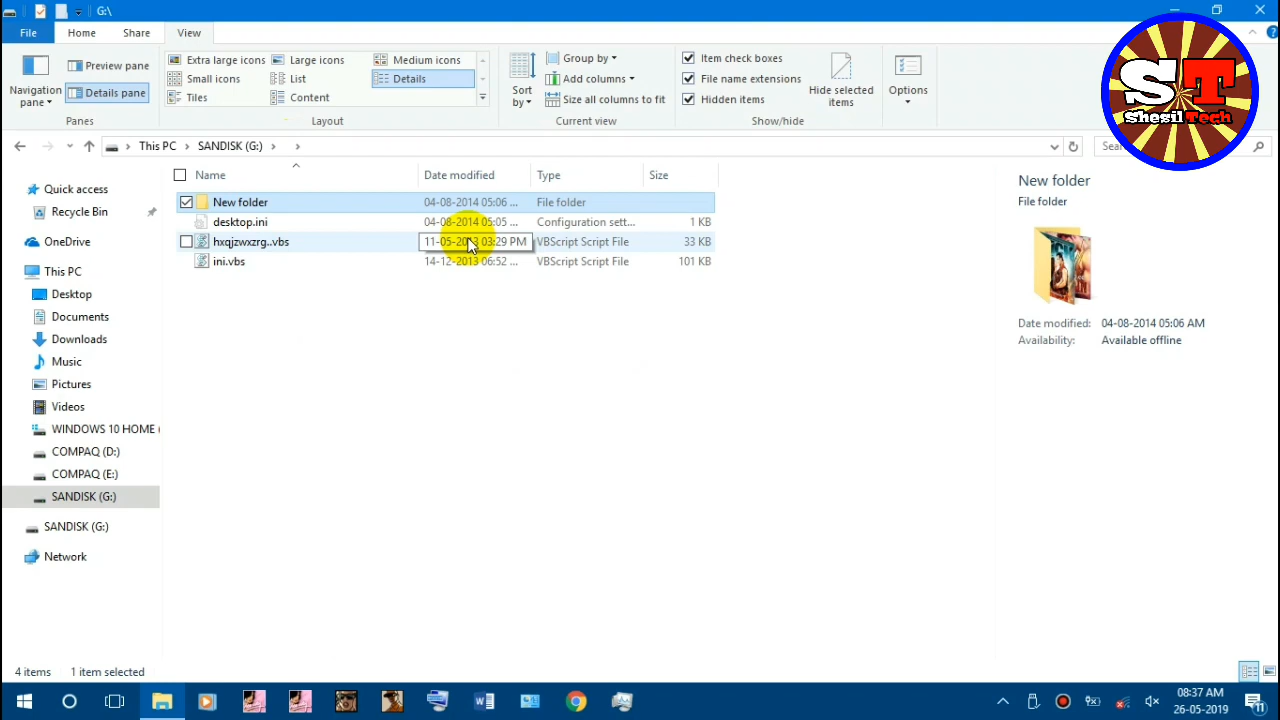 G:\
File Home Share View
Navigation pane
Preview pane
Details pane
Panes
Extra large icons Large icons Medium icons
Small icons List Details
Tiles Content
Layout
Sort by
Group by
Add columns
Size all columns to fit
Current view
Item check boxes
File name extensions
Hidden items
Hide selected items
Show/hide
Options
ST
Shesil Tech
This PC SANDISK (G:)
Name Date modified Type Size
New folder 04-08-2014 05:06 ... File folder
desktop.ini 04-08-2014 05:05 ... Configuration sett... 1 KB
hxqjzwxzrg..vbs 11-05-2013 03:29 PM VBScript Script File 33 KB
ini.vbs 14-12-2013 06:52 ... VBScript Script File 101 KB
Quick access
Recycle Bin
OneDrive
This PC
Desktop
Documents
Downloads
Music
Pictures
Videos
WINDOWS 10 HOME (
COMPAQ (D:)
COMPAQ (E:)
SANDISK (G:)
SANDISK (G:)
Network
New folder
File folder
Date modified: 04-08-2014 05:06 AM
Availability: Available offline
4 items 1 item selected
08:37 AM
26-05-2019
11